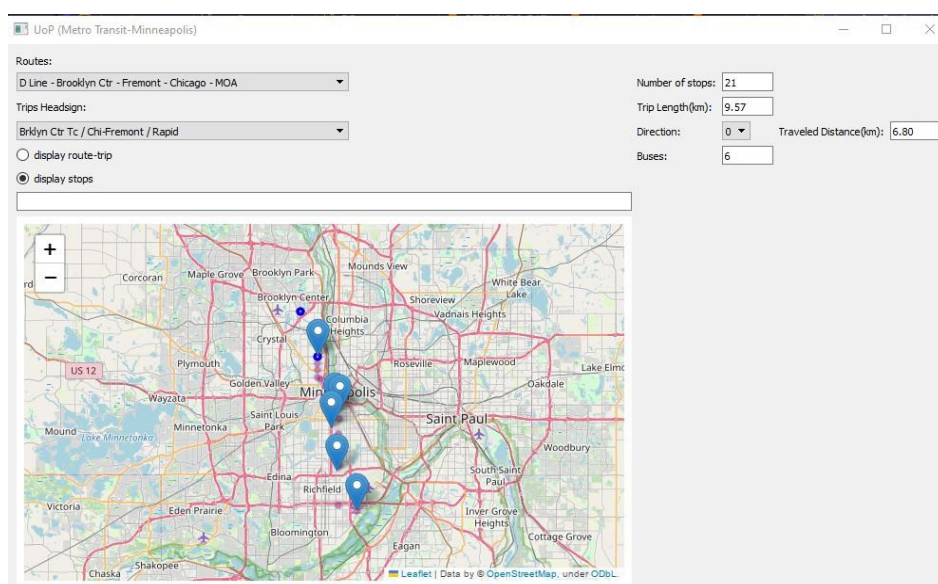 UoP (Metro Transit-Minneapolis)
Routes:
D Line - Brooklyn Ctr - Fremont - Chicago - MOA
Number of stops: 21
Trips Headsign:
Trip Length(km): 9.57
Brklyn Ctr Tc / Chi-Fremont / Rapid
Direction: 0 Traveled Distance(km): 6.80
display route-trip
Buses: 6
display stops
+
−
Corcoran
Maple Grove
Brooklyn Park
Mounds View
White Bear
Lake
Brooklyn Center
Shoreview
Columbia
Heights
Vadnais Heights
Crystal
US 12
Plymouth
Roseville
Maplewood
Lake Elmo
Golden Valley
Oakdale
Wayzata
Saint Louis
Park
Saint Paul
Mound
Lake Minnetonka
Minnetonka
Woodbury
Edina
South Saint
Paul
Richfield
Victoria
Eden Prairie
Inver Grove
Heights
Bloomington
Cottage Grove
Eagan
Shakopee
Chaska
Leaflet | Data by © OpenStreetMap, under ODbL.